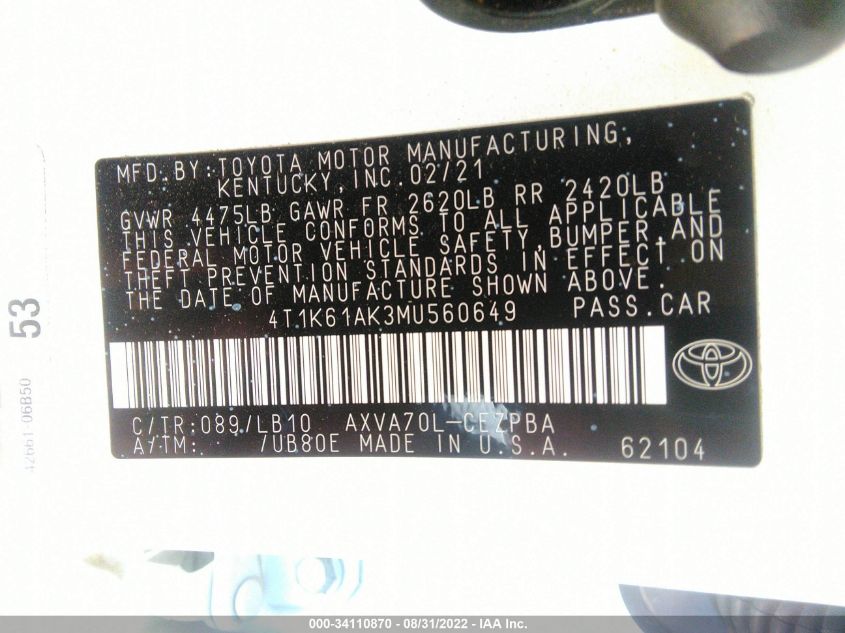 MFD. BY: TOYOTA MOTOR MANUFACTURING,
KENTUCKY, INC. 02/21
GVWR 4475LB GAWR FR 2620LB RR 2420LB
THIS VEHICLE CONFORMS TO ALL APPLICABLE
FEDERAL MOTOR VEHICLE SAFETY, BUMPER, AND
THEFT PREVENTION STANDARDS IN EFFECT ON
THE DATE OF MANUFACTURE SHOWN ABOVE.
4T1K61AK3MU560649 PASS. CAR
C/TR: 089/LB10 AXVA70L-CEZPBA
A/TM: /UB80E MADE IN U.S.A. 62104
53
42661-06B50
000-34110870 - 08/31/2022 - IAA Inc.